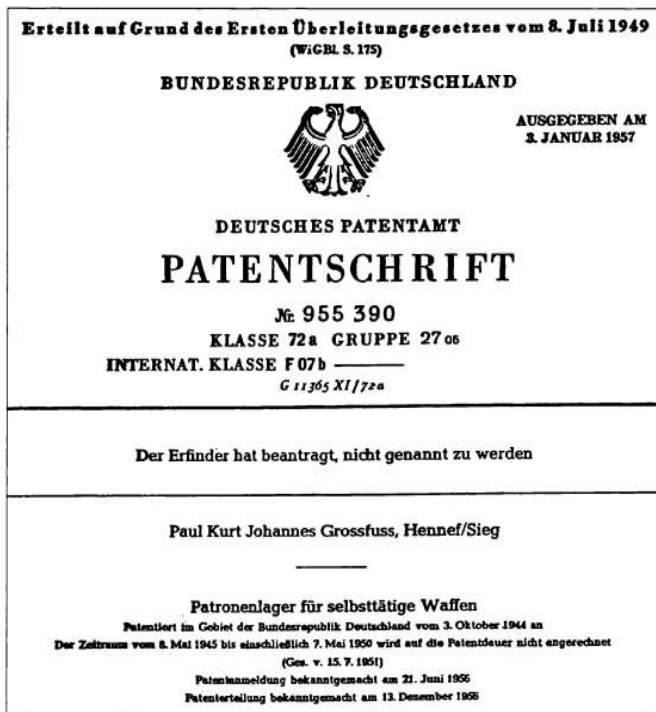 Erteilt auf Grund des Ersten Überleitungsgesetzes vom 8. Juli 1949
(WiGBl. S. 175)
BUNDESREPUBLIK DEUTSCHLAND
AUSGEGEBEN AM
3. JANUAR 1957
DEUTSCHES PATENTAMT
PATENTSCHRIFT
№ 955 390
KLASSE 72a GRUPPE 27 06
INTERNAT. KLASSE F 07b
G 11365 XI/72a
Der Erfinder hat beantragt, nicht genannt zu werden
Paul Kurt Johannes Grossfuss, Hennef/Sieg
Patronenlager für selbsttätige Waffen
Patentiert im Gebiet der Bundesrepublik Deutschland vom 3. Oktober 1944 an
Der Zeitraum vom 8. Mai 1945 bis einschließlich 7. Mai 1950 wird auf die Patentdauer nicht angerechnet
(Ges. v. 15. 7. 1951)
Patentanmeldung bekanntgemacht am 21. Juni 1956
Patenterteilung bekanntgemacht am 13. Dezember 1956